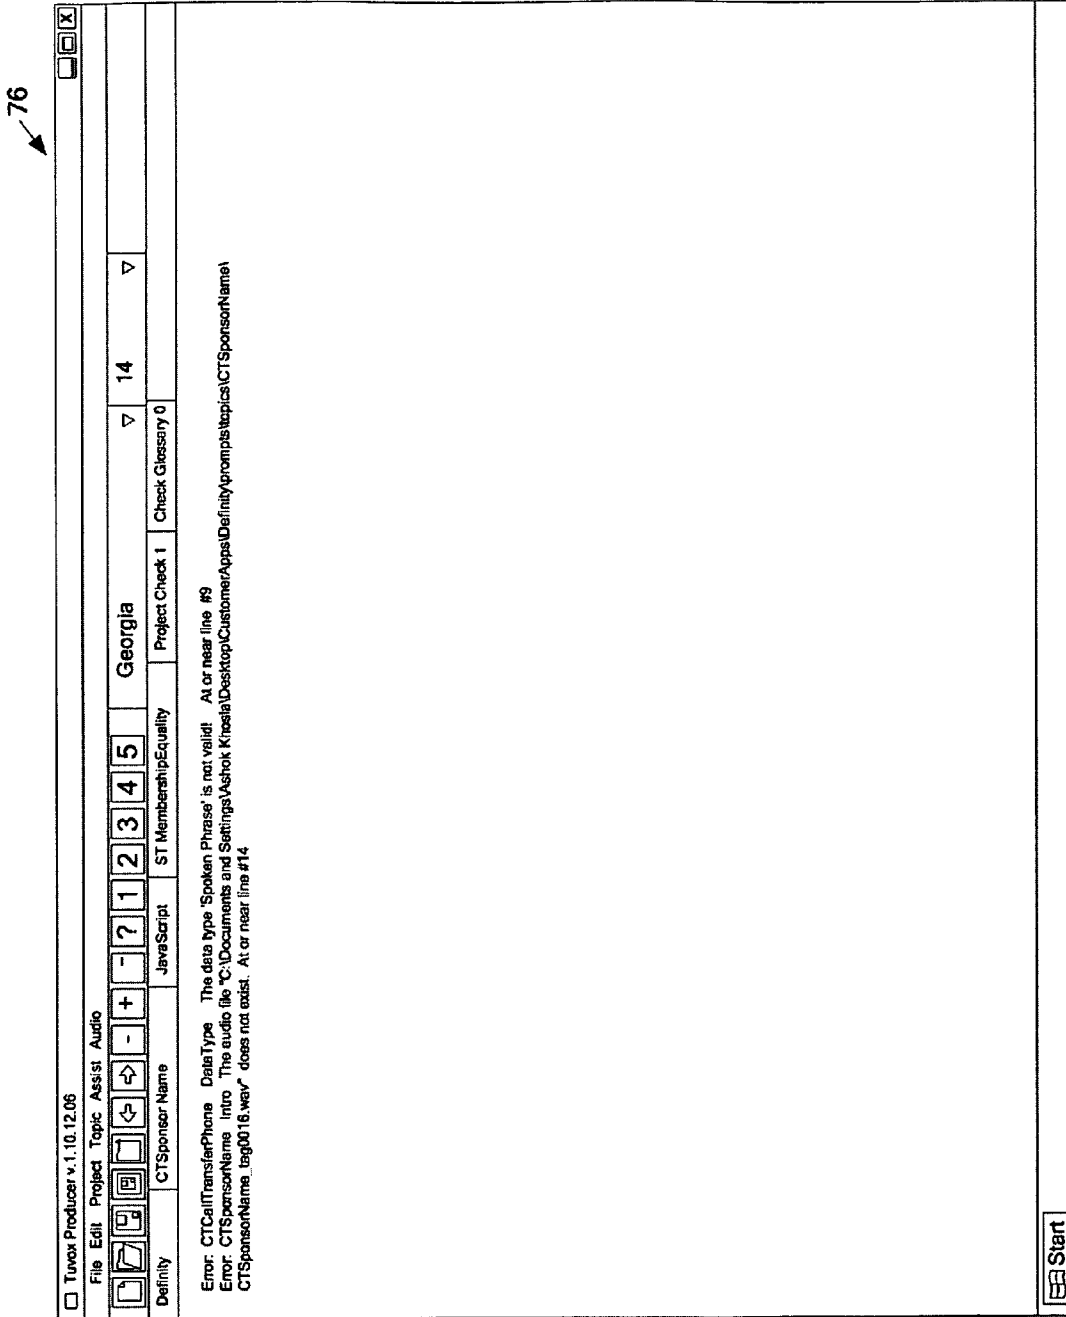 76
Tuvox Producer v.1.10.12.06
File Edit Project Topic Assist Audio
- + - ? 1 2 3 4 5 Georgia 14
Definity CTSponsor Name JavaScript ST MembershipEquality Project Check 1 Check Glossary 0
Error: CTCallTransferPhone DataType The data type 'Spoken Phrase' is not valid! At or near line #9
Error: CTSponsorName Intro The audio file "C:\Documents and Settings\Ashok Khosla\Desktop\CustomerApps\Definity\prompts\topics\CTSponsorName\
CTSponsorName_tag0016.wav" does not exist. At or near line #14
Start